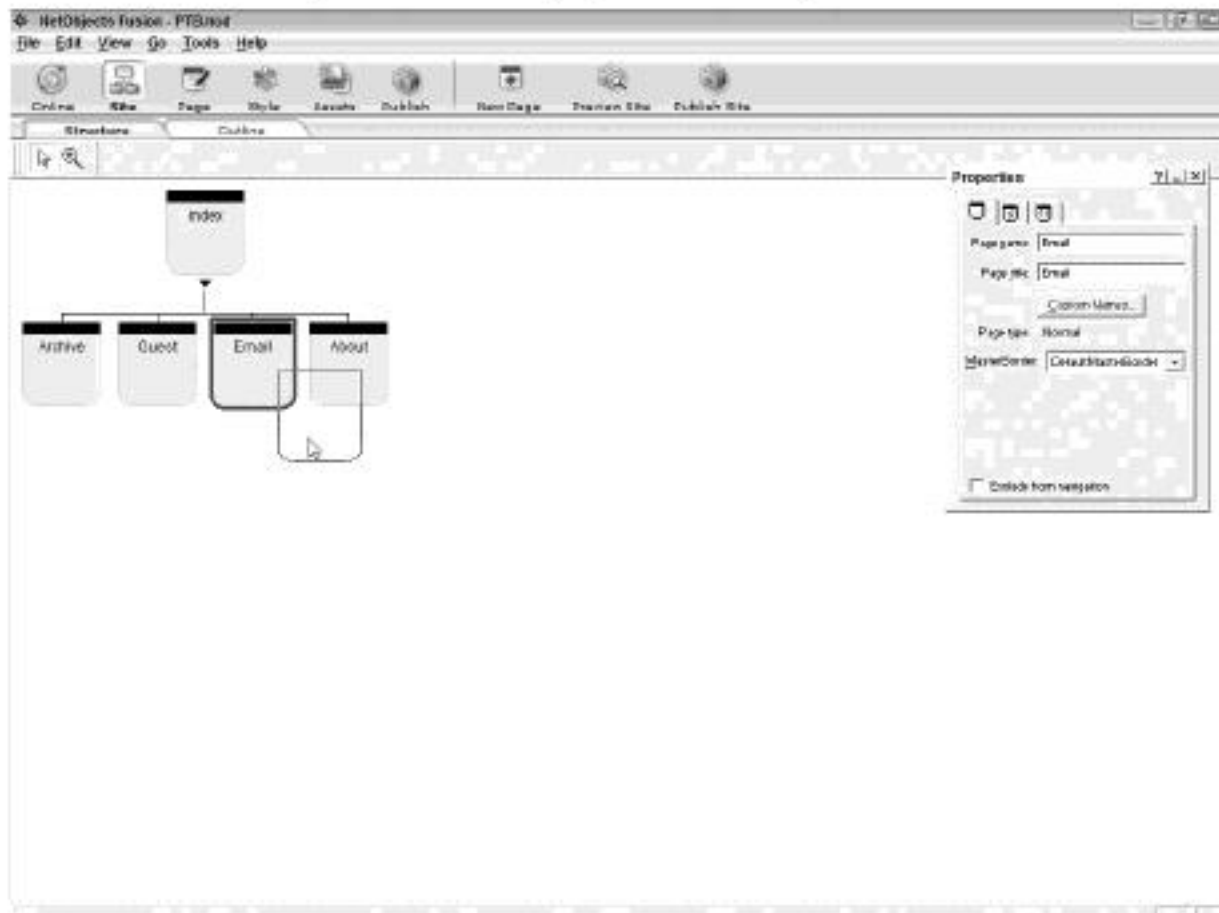 NetObjects Fusion - PTB.nod
File Edit View Go Tools Help
Online Site Page Style Assets Publish New Page Preview Site Publish Site
Structure Outline
Properties
Index
Page name: Email
Page title: Email
Custom Names...
Archive Guest Email About
Page type: Normal
MasterBorder: DefaultMasterBorder
Exclude from navigation